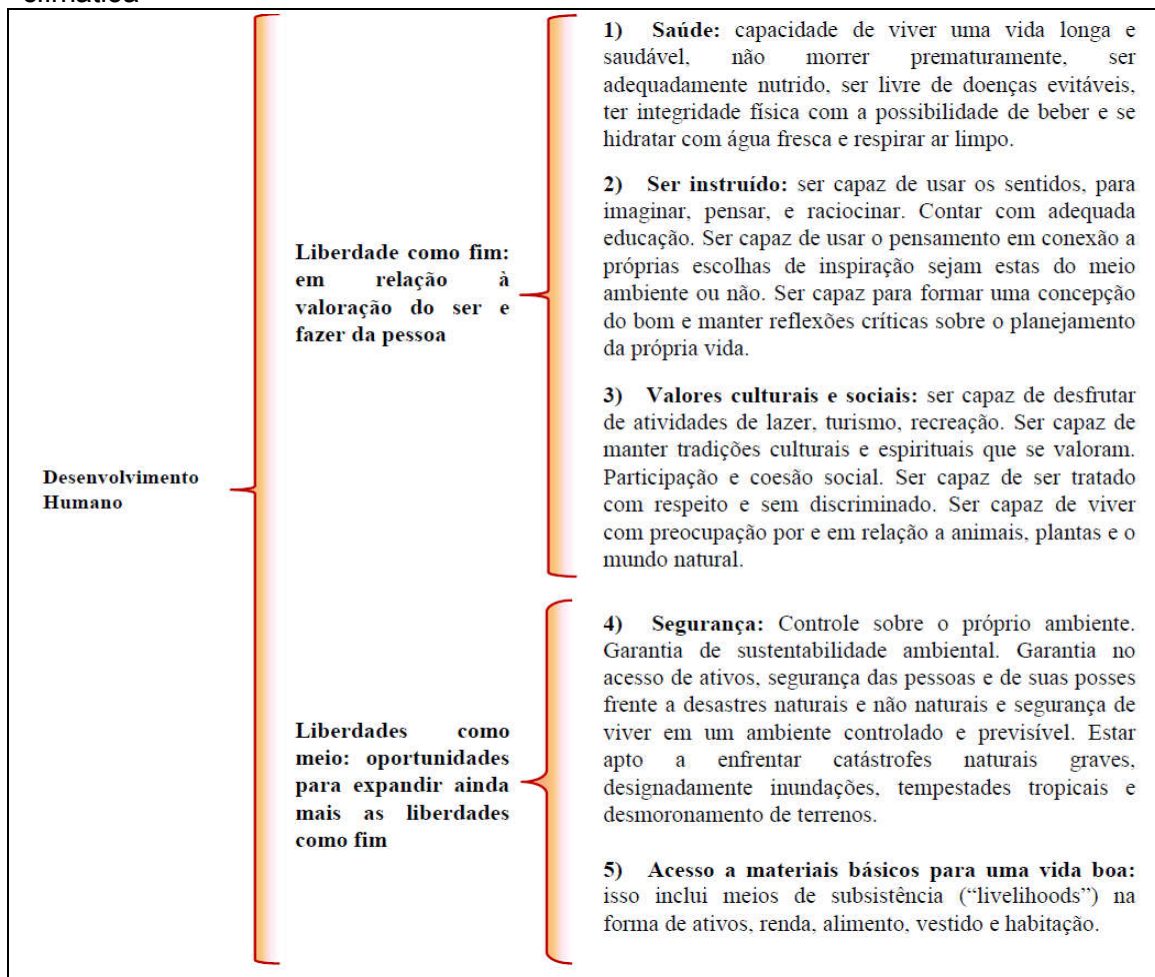 climática
1) Saúde: capacidade de viver uma vida longa e
saudável, não morrer prematuramente, ser
adequadamente nutrido, ser livre de doenças evitáveis,
ter integridade física com a possibilidade de beber e se
hidratar com água fresca e respirar ar limpo.
2) Ser instruído: ser capaz de usar os sentidos, para
imaginar, pensar, e raciocinar. Contar com adequada
educação. Ser capaz de usar o pensamento em conexão a
próprias escolhas de inspiração sejam estas do meio
ambiente ou não. Ser capaz para formar uma concepção
do bom e manter reflexões críticas sobre o planejamento
da própria vida.
Liberdade como fim:
em relação à
valoração do ser e
fazer da pessoa
3) Valores culturais e sociais: ser capaz de desfrutar
de atividades de lazer, turismo, recreação. Ser capaz de
manter tradições culturais e espirituais que se valoram.
Participação e coesão social. Ser capaz de ser tratado
com respeito e sem discriminado. Ser capaz de viver
com preocupação por e em relação a animais, plantas e o
mundo natural.
Desenvolvimento
Humano
4) Segurança: Controle sobre o próprio ambiente.
Garantia de sustentabilidade ambiental. Garantia no
acesso de ativos, segurança das pessoas e de suas posses
frente a desastres naturais e não naturais e segurança de
viver em um ambiente controlado e previsível. Estar
apto a enfrentar catástrofes naturais graves,
designadamente inundações, tempestades tropicais e
desmoronamento de terrenos.
Liberdades como
meio: oportunidades
para expandir ainda
mais as liberdades
como fim
5) Acesso a materiais básicos para uma vida boa:
isso inclui meios de subsistência (“livelihoods”) na
forma de ativos, renda, alimento, vestido e habitação.